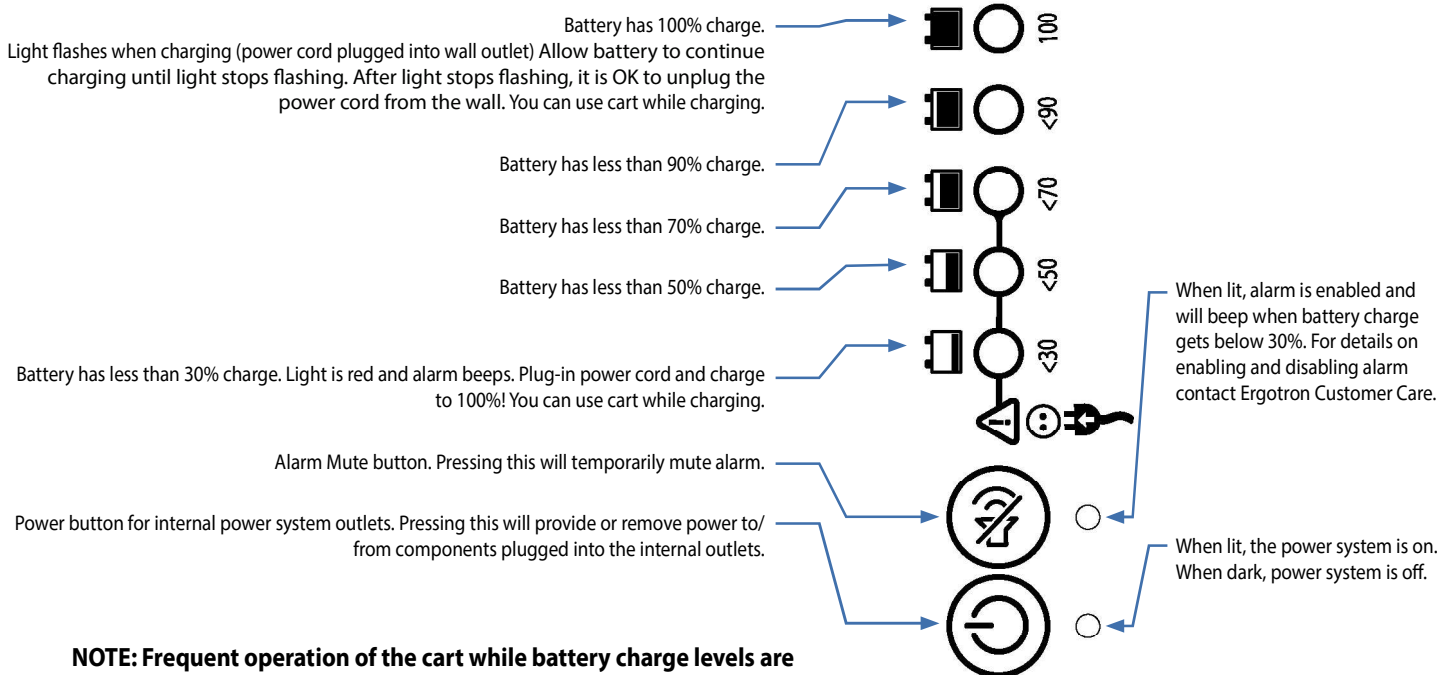 Battery has 100% charge.
Light flashes when charging (power cord plugged into wall outlet) Allow battery to continue
charging until light stops flashing. After light stops flashing, it is OK to unplug the
power cord from the wall. You can use cart while charging.
Battery has less than 90% charge.
Battery has less than 70% charge.
Battery has less than 50% charge.
Battery has less than 30% charge. Light is red and alarm beeps. Plug-in power cord and charge
to 100%! You can use cart while charging.
Alarm Mute button. Pressing this will temporarily mute alarm.
Power button for internal power system outlets. Pressing this will provide or remove power to/
from components plugged into the internal outlets.
100
<90
<70
<50
<30
When lit, alarm is enabled and
will beep when battery charge
gets below 30%. For details on
enabling and disabling alarm
contact Ergotron Customer Care.
When lit, the power system is on.
When dark, power system is off.
NOTE: Frequent operation of the cart while battery charge levels are